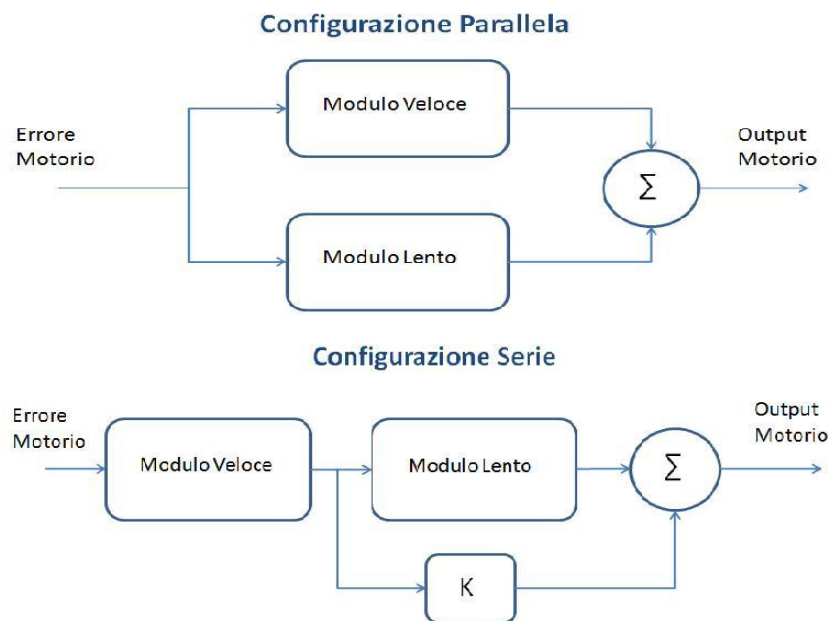 Configurazione Parallela
Modulo Veloce
Errore
Motorio
Output
Motorio
Σ
Modulo Lento
Configurazione Serie
Errore
Motorio
Output
Motorio
Modulo Veloce
Modulo Lento
Σ
K